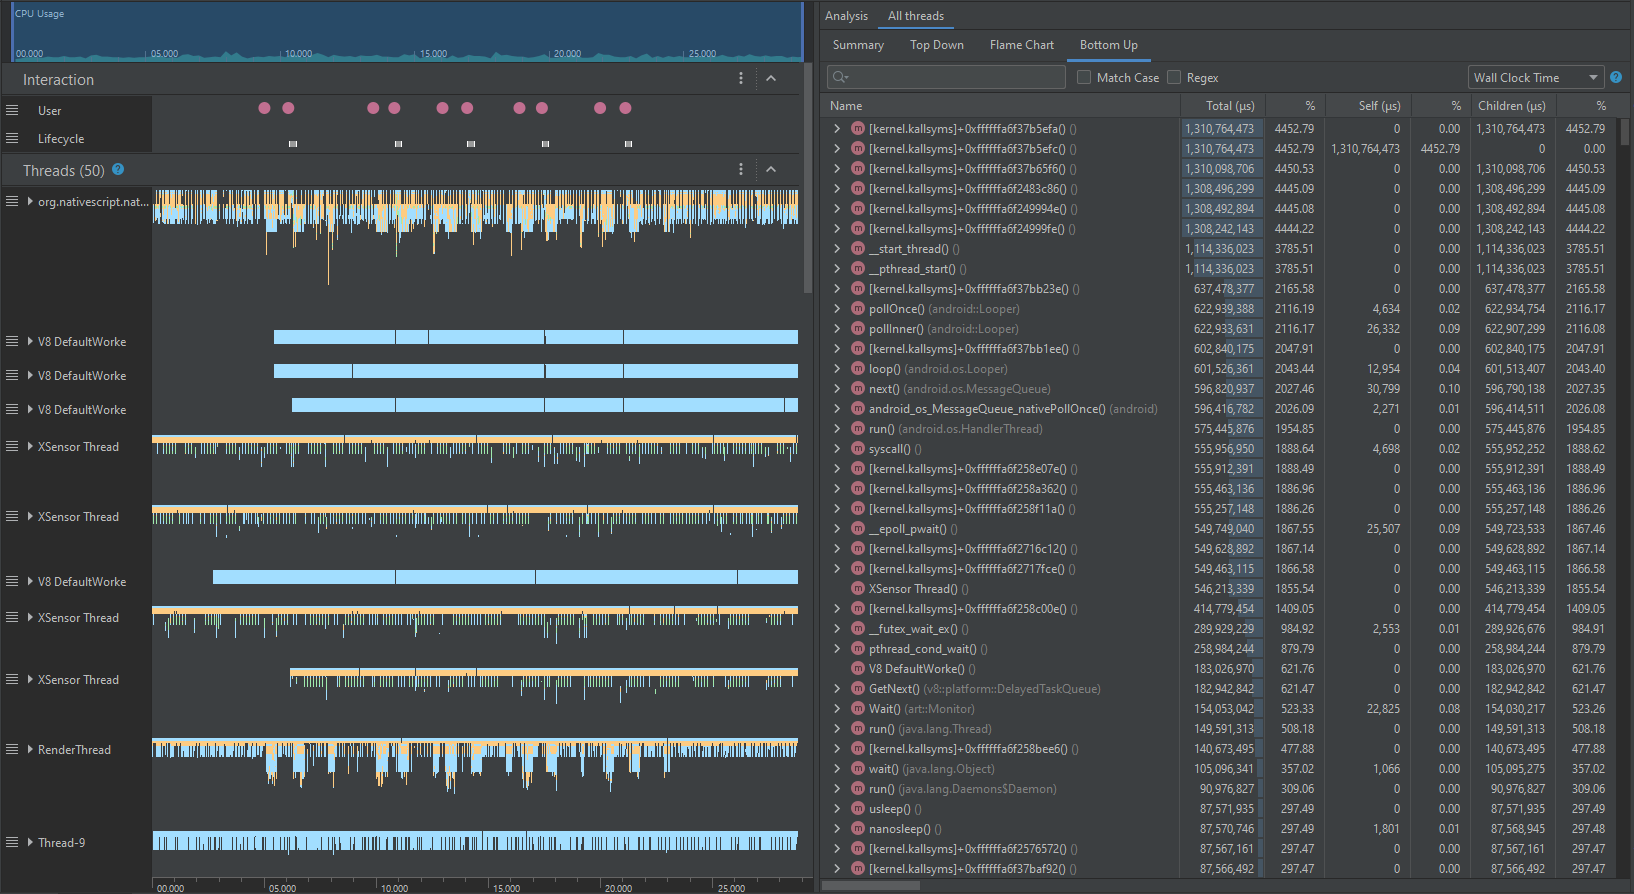 CPU Usage
00.000 05.000 10.000 15.000 20.000 25.000
Interaction
User
Lifecycle
Threads (50) ?
org.nativescript.nat...
V8 DefaultWorke
V8 DefaultWorke
V8 DefaultWorke
XSensor Thread
XSensor Thread
V8 DefaultWorke
XSensor Thread
XSensor Thread
RenderThread
Thread-9
00.000 05.000 10.000 15.000 20.000 25.000
Analysis All threads
Summary Top Down Flame Chart Bottom Up
Match Case Regex Wall Clock Time ?
Name Total (µs) % Self (µs) % Children (µs) %
m [kernel.kallsyms]+0xffffffa6f37b5efa() () 1,310,764,473 4452.79 0 0.00 1,310,764,473 4452.79
m [kernel.kallsyms]+0xffffffa6f37b5efc() () 1,310,764,473 4452.79 1,310,764,473 4452.79 0 0.00
m [kernel.kallsyms]+0xffffffa6f37b65f6() () 1,310,098,706 4450.53 0 0.00 1,310,098,706 4450.53
m [kernel.kallsyms]+0xffffffa6f2483c86() () 1,308,496,299 4445.09 0 0.00 1,308,496,299 4445.09
m [kernel.kallsyms]+0xffffffa6f249994e() () 1,308,492,894 4445.08 0 0.00 1,308,492,894 4445.08
m [kernel.kallsyms]+0xffffffa6f24999fe() () 1,308,242,143 4444.22 0 0.00 1,308,242,143 4444.22
m __start_thread() () 1,114,336,023 3785.51 0 0.00 1,114,336,023 3785.51
m __pthread_start() () 1,114,336,023 3785.51 0 0.00 1,114,336,023 3785.51
m [kernel.kallsyms]+0xffffffa6f37bb23e() () 637,478,377 2165.58 0 0.00 637,478,377 2165.58
m pollOnce() (android::Looper) 622,939,388 2116.19 4,634 0.02 622,934,754 2116.17
m pollInner() (android::Looper) 622,933,631 2116.17 26,332 0.09 622,907,299 2116.08
m [kernel.kallsyms]+0xffffffa6f37bb1ee() () 602,840,175 2047.91 0 0.00 602,840,175 2047.91
m loop() (android.os.Looper) 601,526,361 2043.44 12,954 0.04 601,513,407 2043.40
m next() (android.os.MessageQueue) 596,820,937 2027.46 30,799 0.10 596,790,138 2027.35
m android_os_MessageQueue_nativePollOnce() (android) 596,416,782 2026.09 2,271 0.01 596,414,511 2026.08
m run() (android.os.HandlerThread) 575,445,876 1954.85 0 0.00 575,445,876 1954.85
m syscall() () 555,956,950 1888.64 4,698 0.02 555,952,252 1888.62
m [kernel.kallsyms]+0xffffffa6f258e07e() () 555,912,391 1888.49 0 0.00 555,912,391 1888.49
m [kernel.kallsyms]+0xffffffa6f258a362() () 555,463,136 1886.96 0 0.00 555,463,136 1886.96
m [kernel.kallsyms]+0xffffffa6f258f11a() () 555,257,148 1886.26 0 0.00 555,257,148 1886.26
m __epoll_pwait() () 549,749,040 1867.55 25,507 0.09 549,723,533 1867.46
m [kernel.kallsyms]+0xffffffa6f2716c12() () 549,628,892 1867.14 0 0.00 549,628,892 1867.14
m [kernel.kallsyms]+0xffffffa6f2717fce() () 549,463,115 1866.58 0 0.00 549,463,115 1866.58
m XSensor Thread() () 546,213,339 1855.54 0 0.00 546,213,339 1855.54
m [kernel.kallsyms]+0xffffffa6f258c00e() () 414,779,454 1409.05 0 0.00 414,779,454 1409.05
m __futex_wait_ex() () 289,929,229 984.92 2,553 0.01 289,926,676 984.91
m pthread_cond_wait() () 258,984,244 879.79 0 0.00 258,984,244 879.79
m V8 DefaultWorke() () 183,026,970 621.76 0 0.00 183,026,970 621.76
m GetNext() (v8::platform::DelayedTaskQueue) 182,942,842 621.47 0 0.00 182,942,842 621.47
m Wait() (art::Monitor) 154,053,042 523.33 22,825 0.08 154,030,217 523.26
m run() (java.lang.Thread) 149,591,313 508.18 0 0.00 149,591,313 508.18
m [kernel.kallsyms]+0xffffffa6f258bee6() () 140,673,495 477.88 0 0.00 140,673,495 477.88
m wait() (java.lang.Object) 105,096,341 357.02 1,066 0.00 105,095,275 357.02
m run() (java.lang.Daemons$Daemon) 90,976,827 309.06 0 0.00 90,976,827 309.06
m usleep() () 87,571,935 297.49 0 0.00 87,571,935 297.49
m nanosleep() () 87,570,746 297.49 1,801 0.01 87,568,945 297.48
m [kernel.kallsyms]+0xffffffa6f2576572() () 87,567,161 297.47 0 0.00 87,567,161 297.47
m [kernel.kallsyms]+0xffffffa6f37baf92() () 87,566,492 297.47 0 0.00 87,566,492 297.47